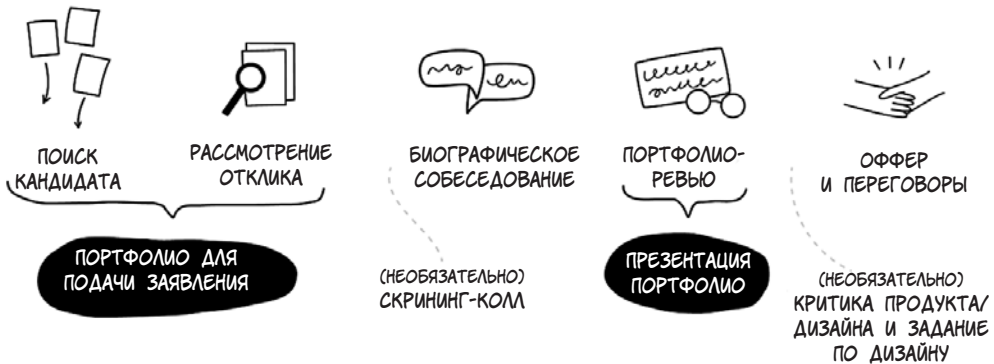 ПОИСК
КАНДИДАТА
РАССМОТРЕНИЕ
ОТКЛИКА
БИОГРАФИЧЕСКОЕ
СОБЕСЕДОВАНИЕ
ПОРТФОЛИО-
РЕВЬЮ
ОФФЕР
И ПЕРЕГОВОРЫ
ПОРТФОЛИО ДЛЯ
ПОДАЧИ ЗАЯВЛЕНИЯ
(НЕОБЯЗАТЕЛЬНО)
СКРИНИНГ-КОЛЛ
ПРЕЗЕНТАЦИЯ
ПОРТФОЛИО
(НЕОБЯЗАТЕЛЬНО)
КРИТИКА ПРОДУКТА/
ДИЗАЙНА И ЗАДАНИЕ
ПО ДИЗАЙНУ